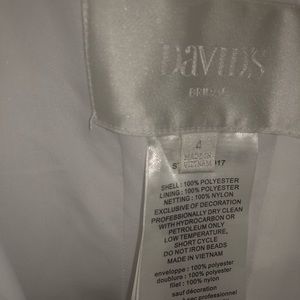 DAVID'S
BRIDAL
4
MADE IN
VIETNAM
SHELL : 100% POLYESTER
LINING : 100% POLYESTER
NETTING : 100% NYLON
EXCLUSIVE OF DECORATION
PROFESSIONALLY DRY CLEAN
WITH HYDROCARBON OR
PETROLEUM ONLY
LOW TEMPERATURE,
SHORT CYCLE
DO NOT IRON BEADS
MADE IN VIETNAM
enveloppe : 100% polyester
doublure : 100% polyester
filet : 100% nylon
sauf décoration